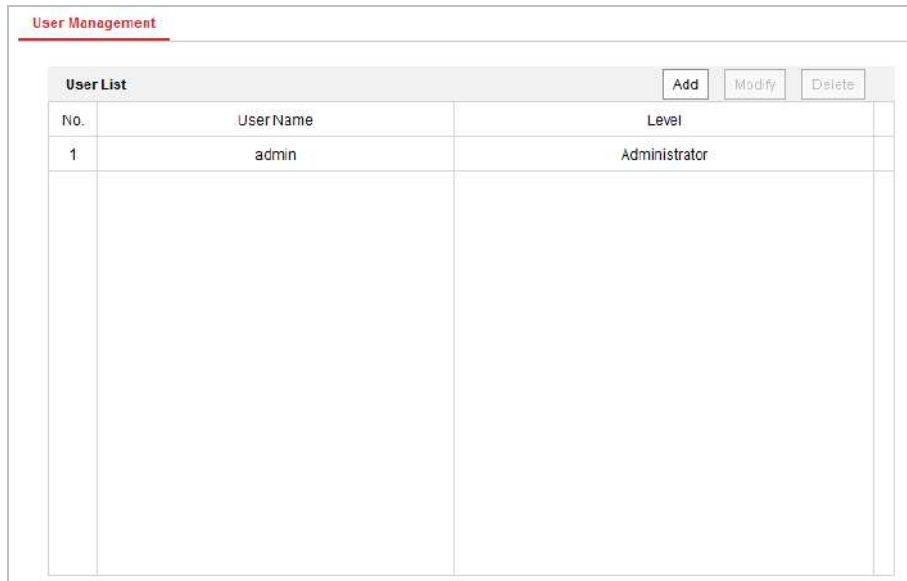 User Management
User List Add Modify Delete
No. User Name Level
1 admin Administrator